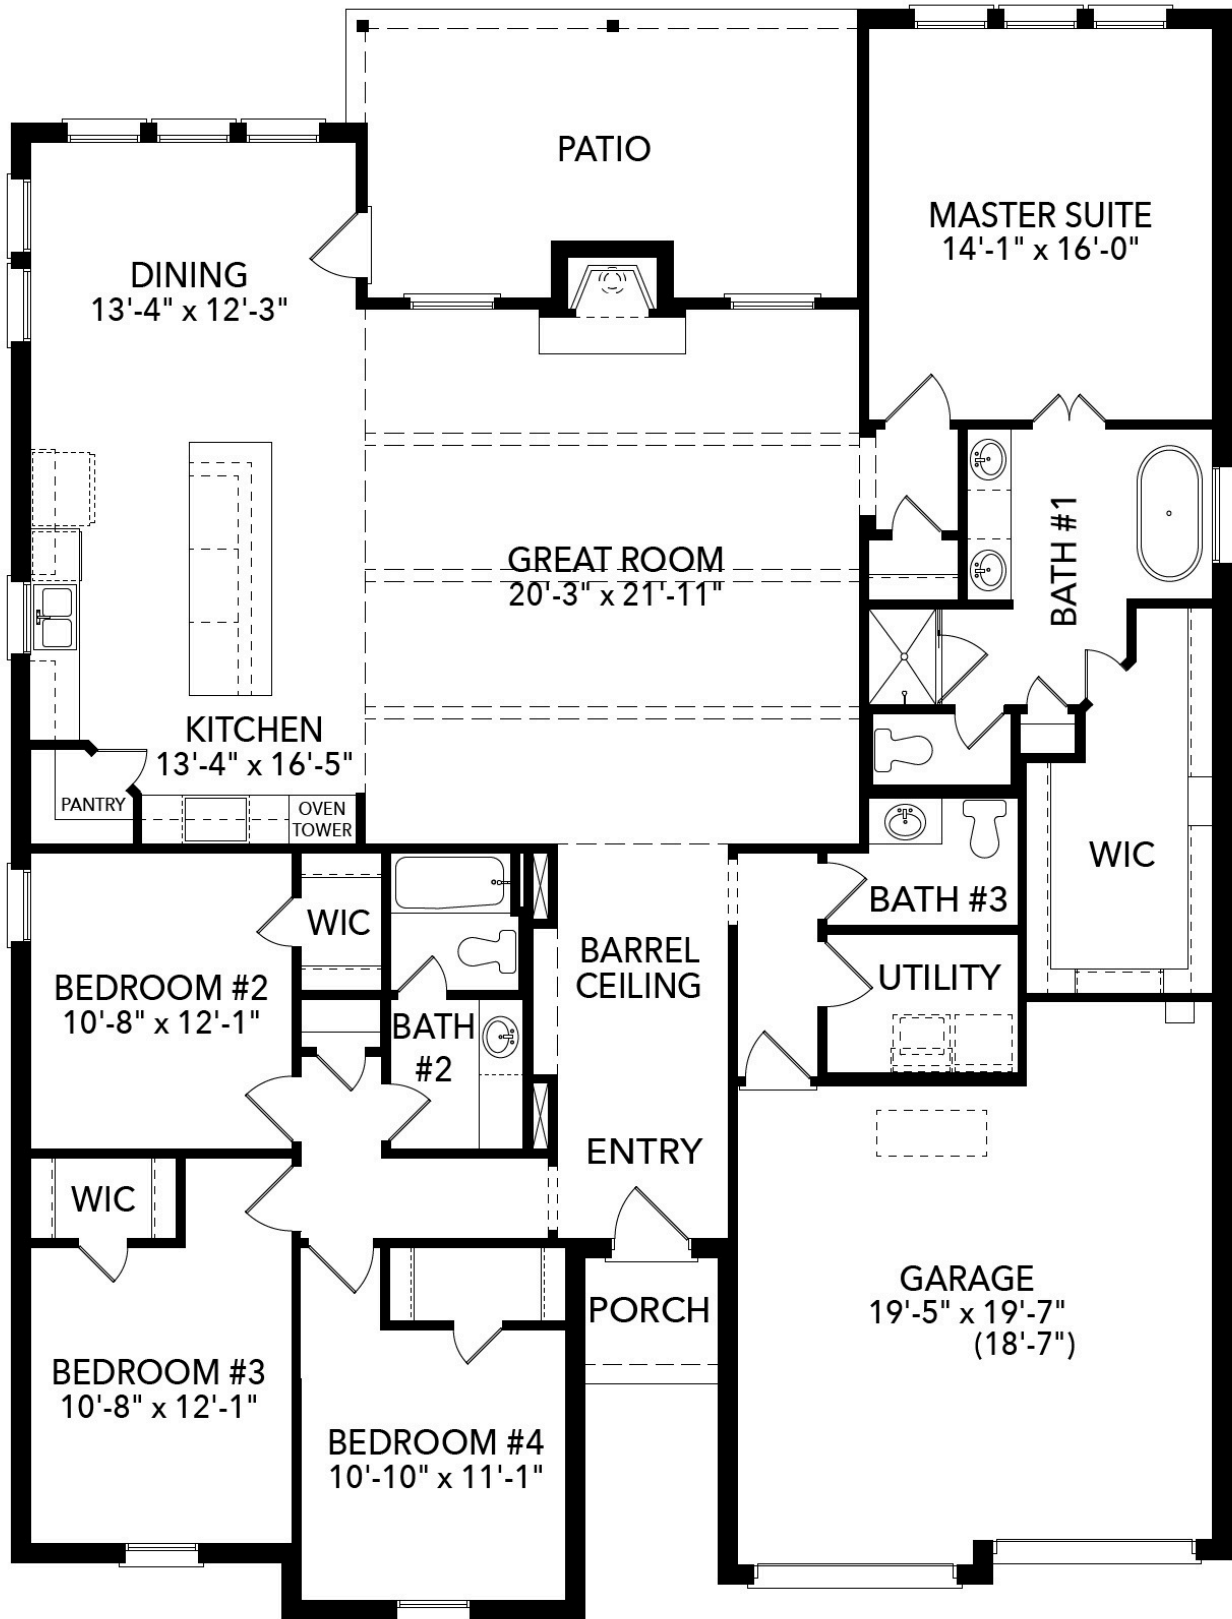 PATIO
MASTER SUITE
14'-1" x 16'-0"
DINING
13'-4" x 12'-3"
GREAT ROOM
20'-3" x 21'-11"
BATH #1
KITCHEN
13'-4" x 16'-5"
PANTRY
OVEN
TOWER
WIC
BATH #3
WIC
BARREL
CEILING
UTILITY
BEDROOM #2
10'-8" x 12'-1"
BATH
#2
ENTRY
WIC
GARAGE
19'-5" x 19'-7"
(18'-7")
PORCH
BEDROOM #3
10'-8" x 12'-1"
BEDROOM #4
10'-10" x 11'-1"